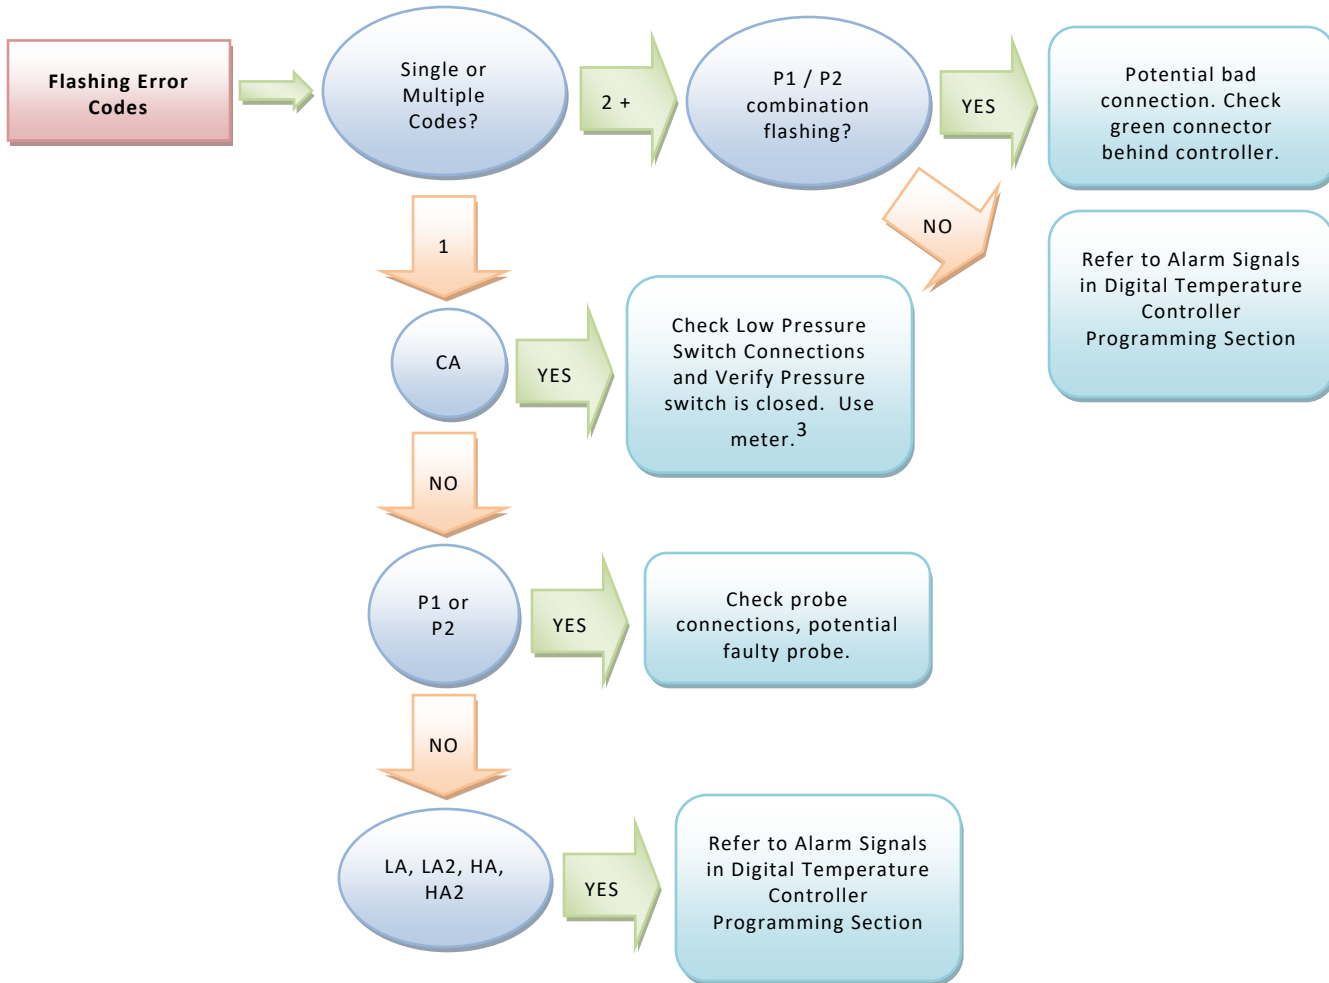 Flashing Error
Codes
Single or
Multiple
Codes?
2 +
P1 / P2
combination
flashing?
YES
Potential bad
connection. Check
green connector
behind controller.
NO
Refer to Alarm Signals
in Digital Temperature
Controller
Programming Section
1
CA
YES
Check Low Pressure
Switch Connections
and Verify Pressure
switch is closed.  Use
meter.3
NO
P1 or
P2
YES
Check probe
connections, potential
faulty probe.
NO
LA, LA2, HA,
HA2
YES
Refer to Alarm Signals
in Digital Temperature
Controller
Programming Section